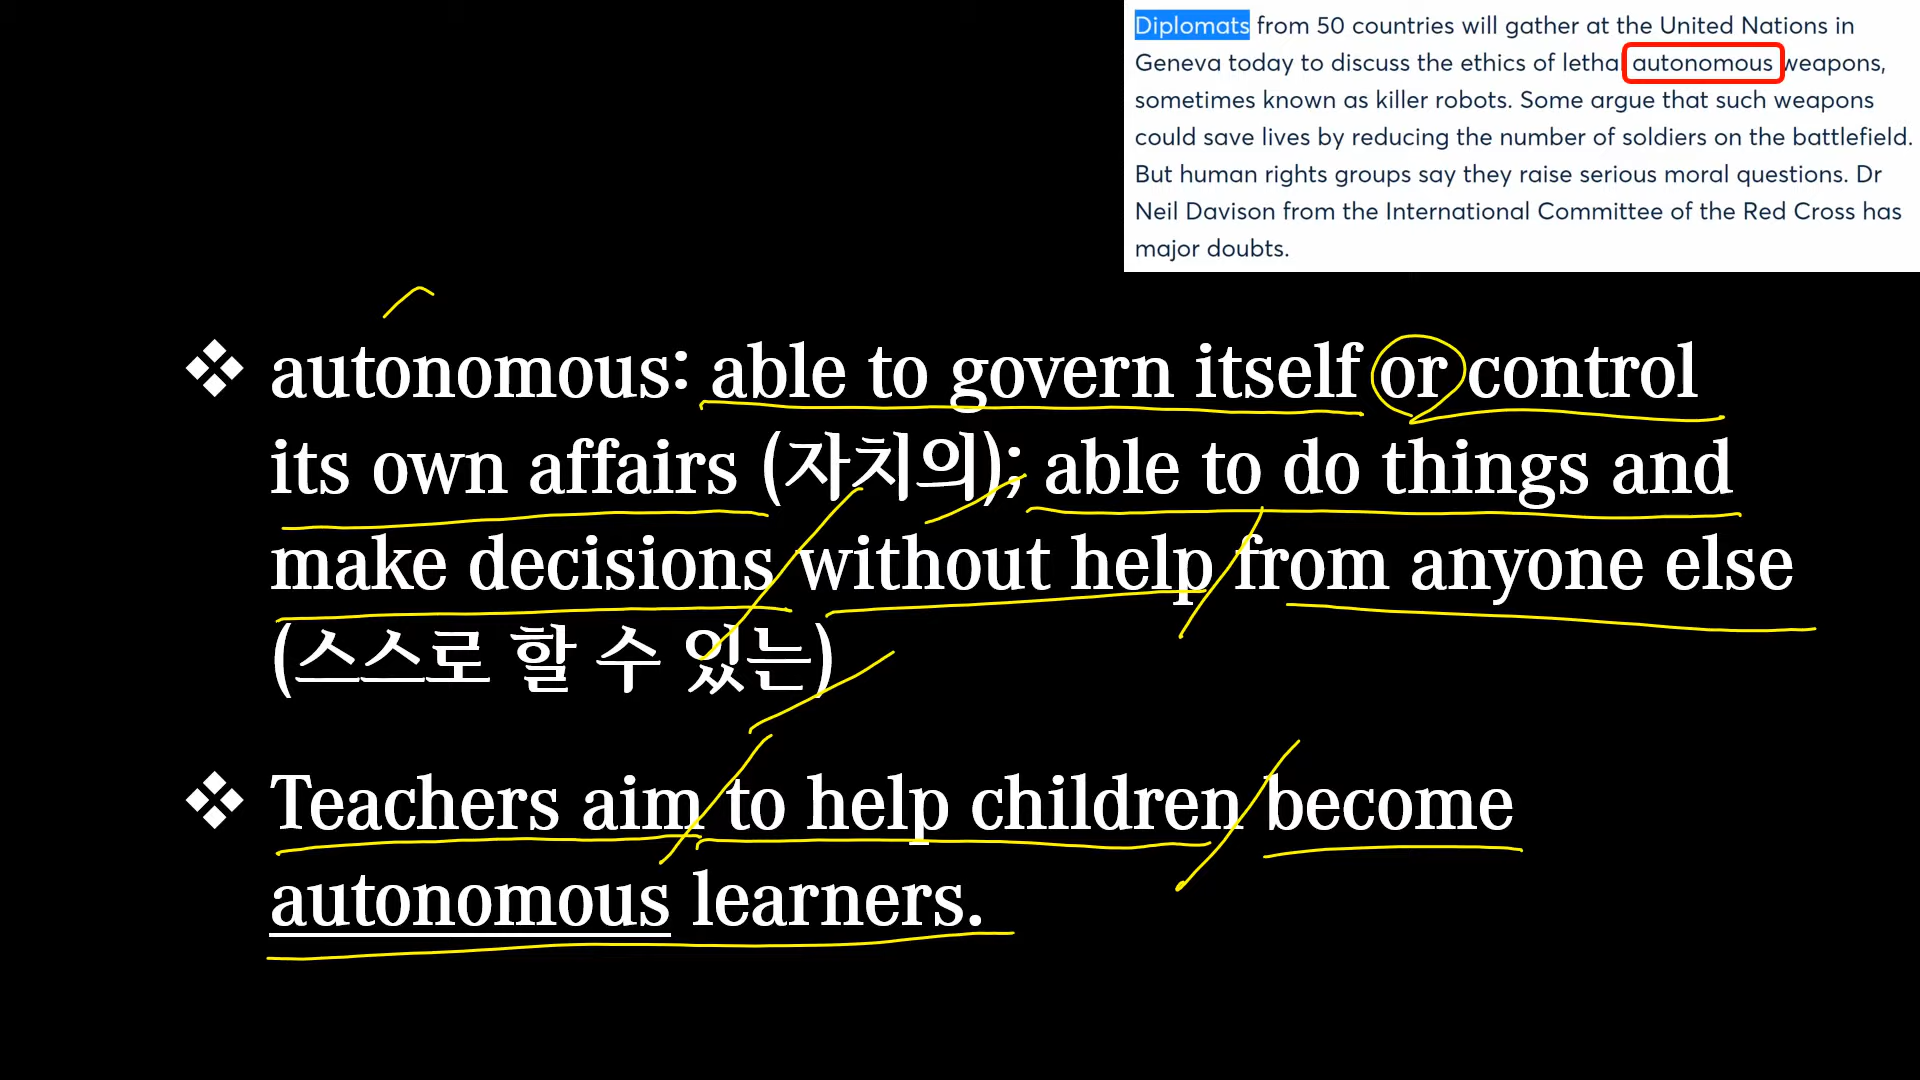 Diplomats from 50 countries will gather at the United Nations in
Geneva today to discuss the ethics of letha autonomous weapons,
sometimes known as killer robots. Some argue that such weapons
could save lives by reducing the number of soldiers on the battlefield.
But human rights groups say they raise serious moral questions. Dr
Neil Davison from the International Committee of the Red Cross has
major doubts.
❖ autonomous: able to govern itself or control
its own affairs (자치의); able to do things and
make decisions without help from anyone else
(스스로 할 수 있는)
❖ Teachers aim to help children become
autonomous learners.